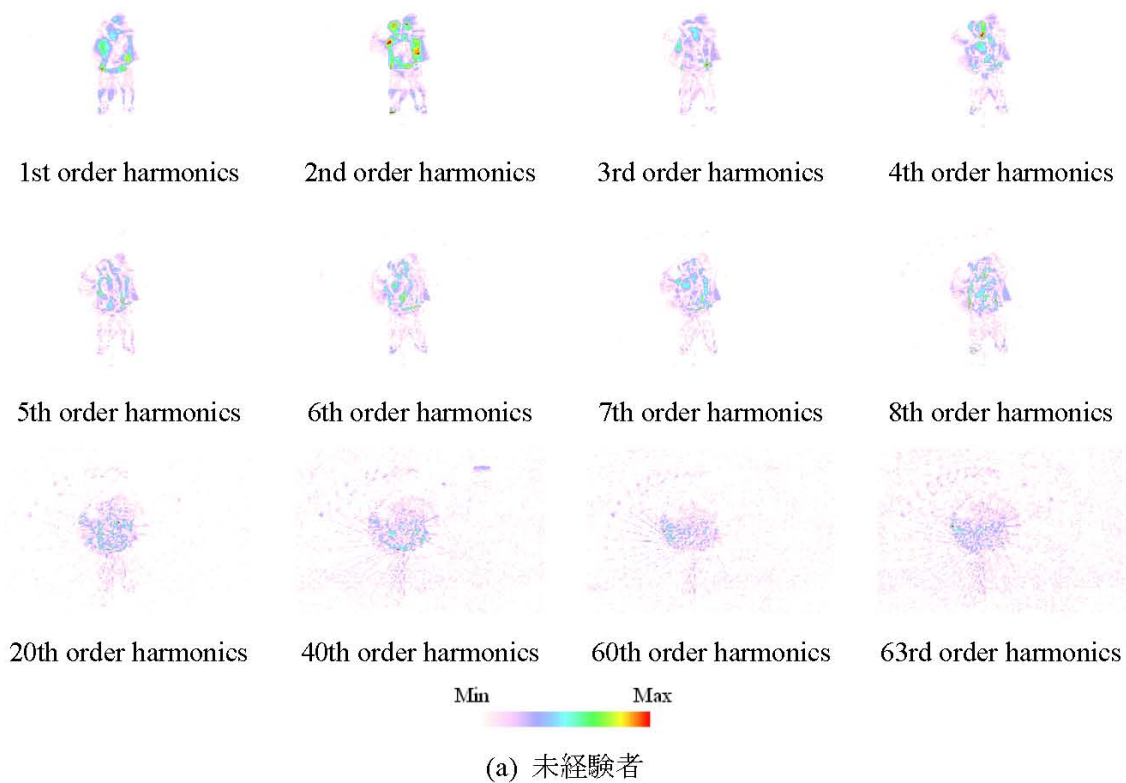 1st order harmonics 2nd order harmonics 3rd order harmonics 4th order harmonics
5th order harmonics 6th order harmonics 7th order harmonics 8th order harmonics
20th order harmonics 40th order harmonics 60th order harmonics 63rd order harmonics
Min Max
(a) 未経験者